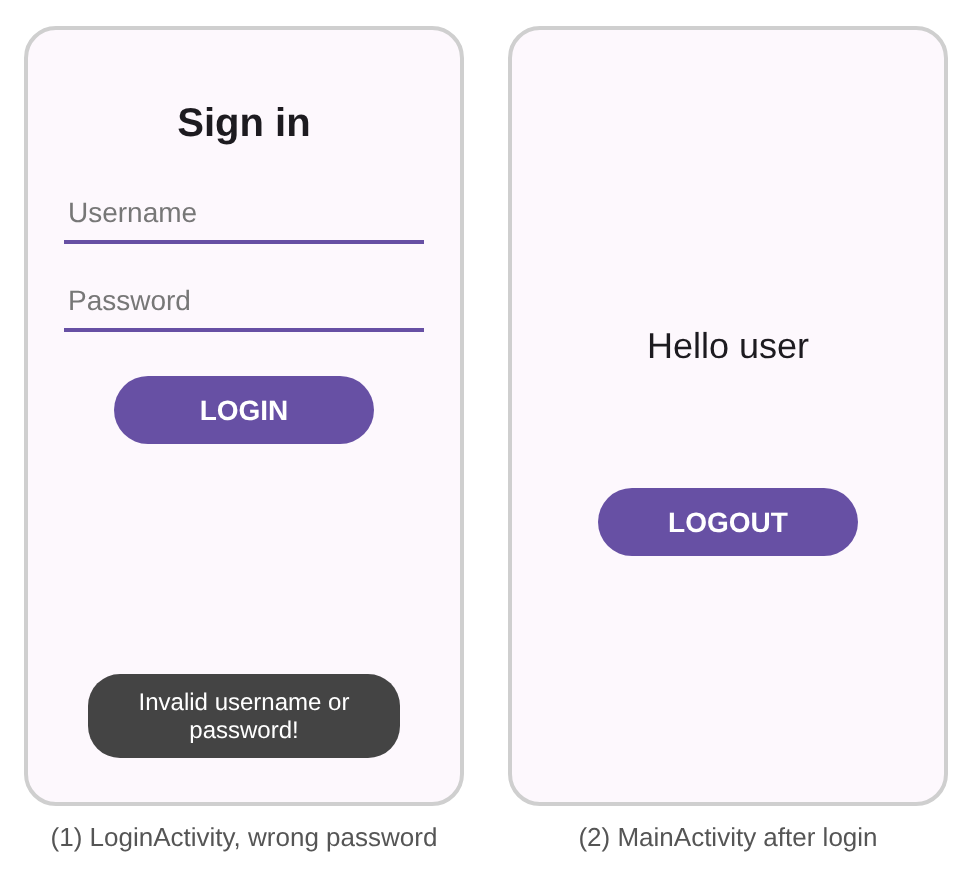 Sign in
Username
Password
LOGIN
Invalid username or
password!
(1) LoginActivity, wrong password
Hello user
LOGOUT
(2) MainActivity after login